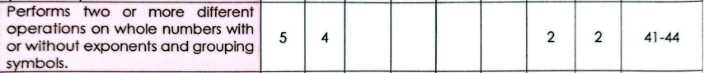 Performs two or more different
operations on whole numbers with
or without exponents and grouping
symbols.
5 4 2 2 41-44